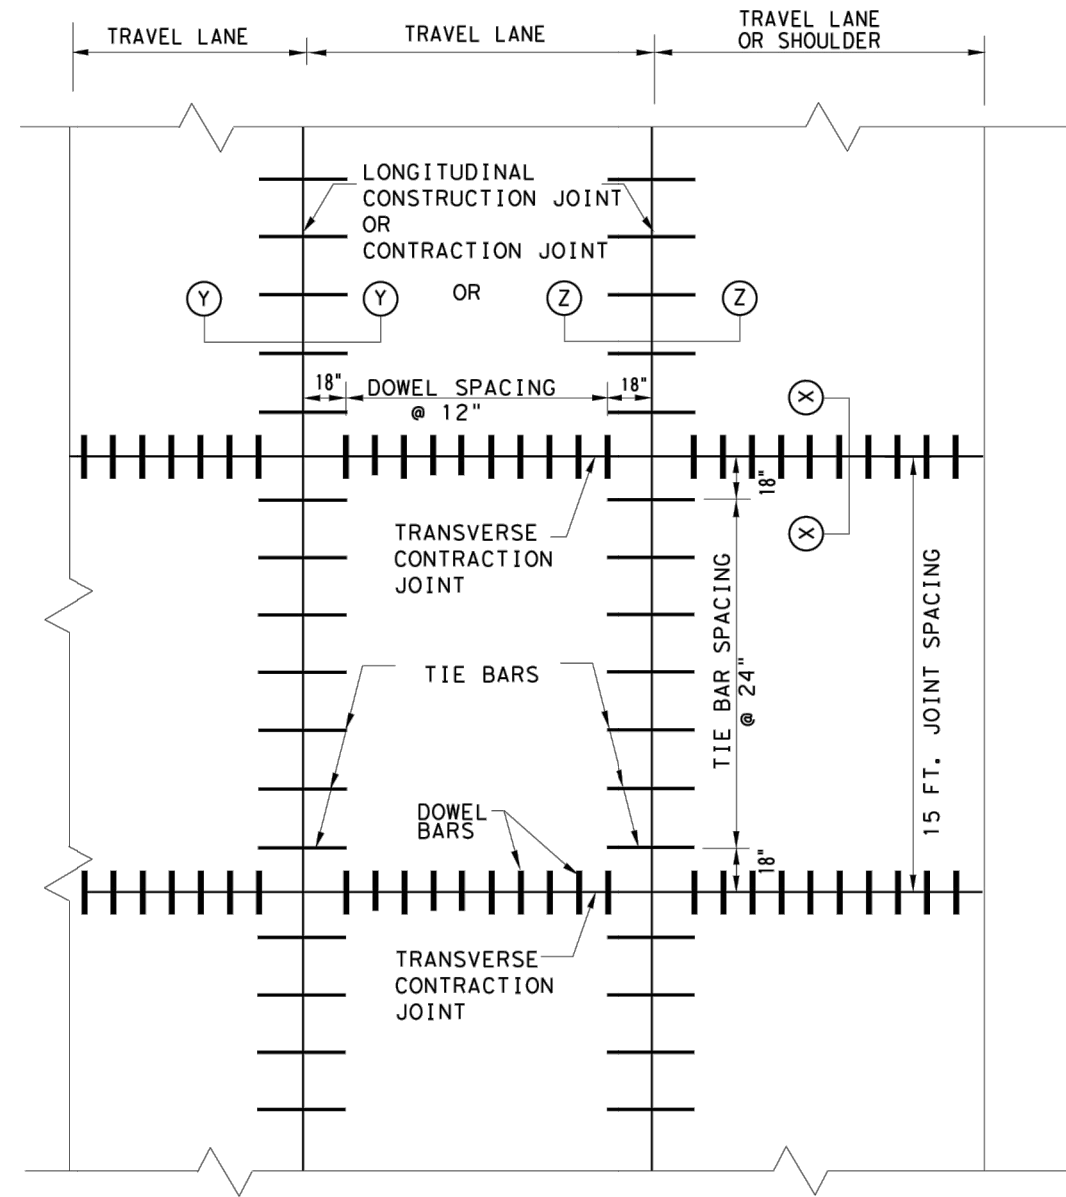 TRAVEL LANE
TRAVEL LANE
TRAVEL LANE
OR SHOULDER
LONGITUDINAL
CONSTRUCTION JOINT
OR
CONTRACTION JOINT
OR
Y
Y
Z
Z
18"
DOWEL SPACING
@ 12"
18"
X
X
18"
TRANSVERSE
CONTRACTION
JOINT
TIE BAR SPACING
@ 24"
15 FT. JOINT SPACING
TIE BARS
DOWEL
BARS
18"
TRANSVERSE
CONTRACTION
JOINT